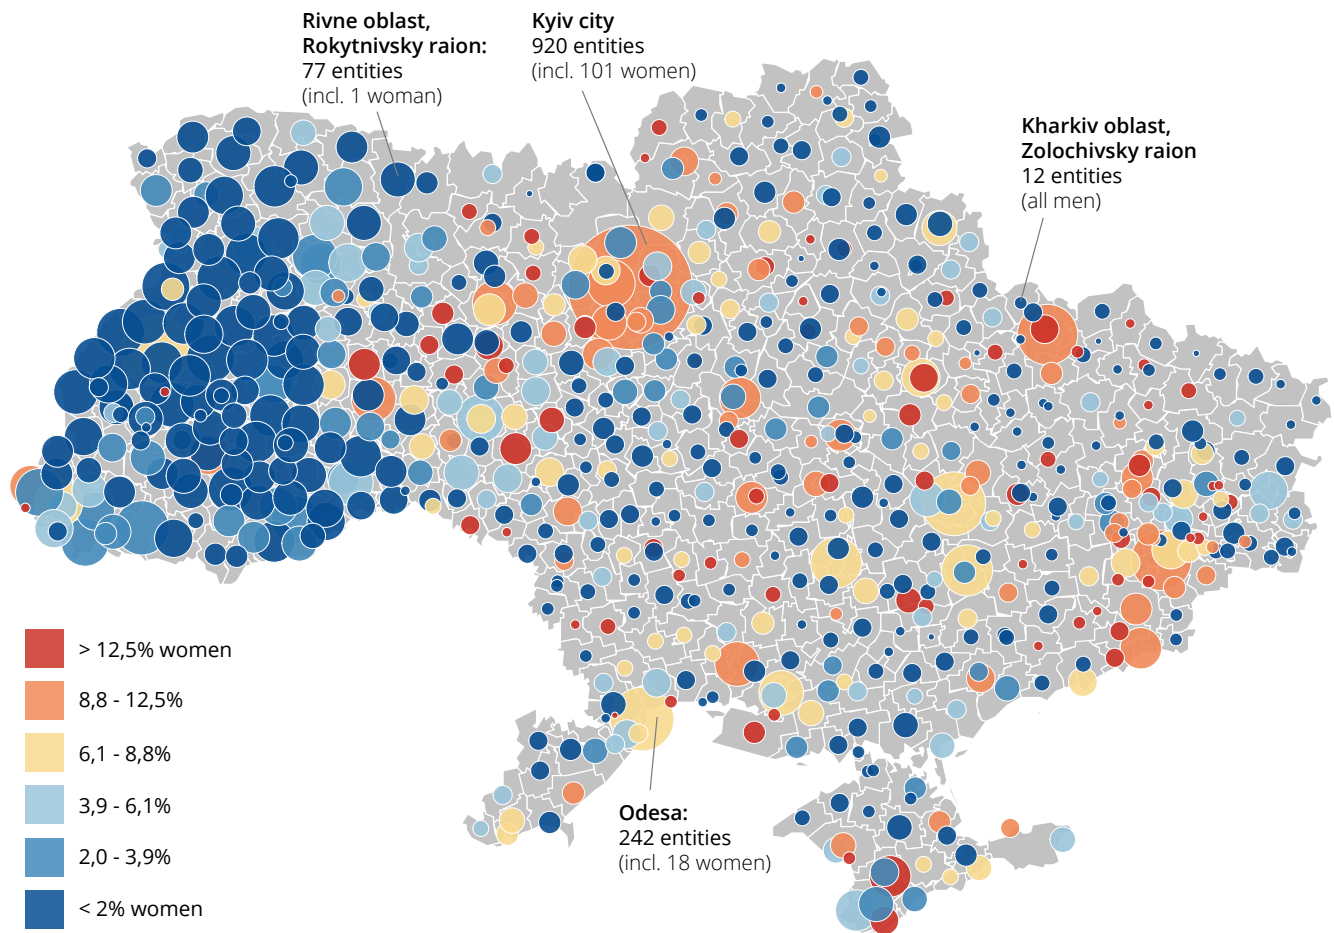 Rivne oblast,
Rokytnivsky raion:
77 entities
(incl. 1 woman)
Kyiv city
920 entities
(incl. 101 women)
Kharkiv oblast,
Zolochivsky raion
12 entities
(all men)
> 12,5% women
8,8 - 12,5%
6,1 - 8,8%
3,9 - 6,1%
2,0 - 3,9%
< 2% women
Odesa:
242 entities
(incl. 18 women)